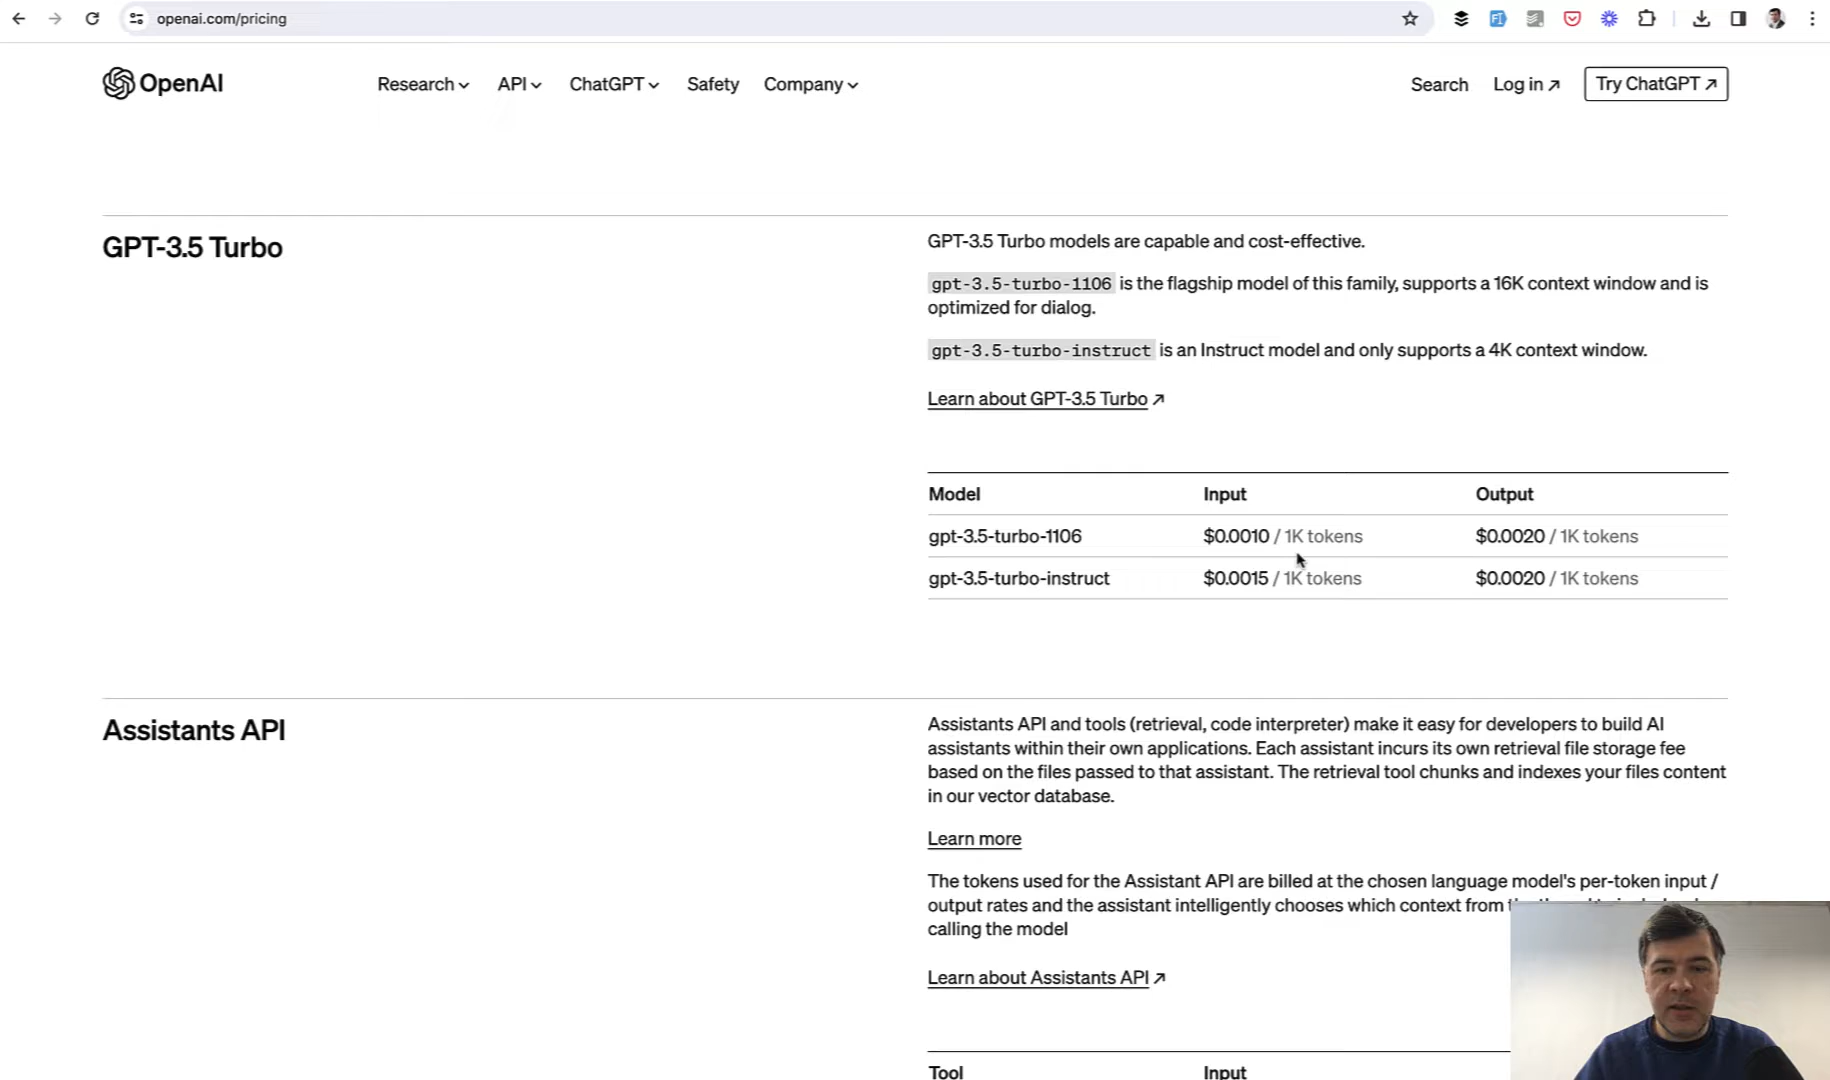 openai.com/pricing
OpenAI
Research
API
ChatGPT
Safety
Company
Search
Log in ↗
Try ChatGPT ↗
GPT-3.5 Turbo
GPT-3.5 Turbo models are capable and cost-effective.
gpt-3.5-turbo-1106 is the flagship model of this family, supports a 16K context window and is
optimized for dialog.
gpt-3.5-turbo-instruct is an Instruct model and only supports a 4K context window.
Learn about GPT-3.5 Turbo ↗
Model Input Output
gpt-3.5-turbo-1106 $0.0010 / 1K tokens $0.0020 / 1K tokens
gpt-3.5-turbo-instruct $0.0015 / 1K tokens $0.0020 / 1K tokens
Assistants API
Assistants API and tools (retrieval, code interpreter) make it easy for developers to build AI
assistants within their own applications. Each assistant incurs its own retrieval file storage fee
based on the files passed to that assistant. The retrieval tool chunks and indexes your files content
in our vector database.
Learn more
The tokens used for the Assistant API are billed at the chosen language model's per-token input /
output rates and the assistant intelligently chooses which context from
calling the model
Learn about Assistants API ↗
Tool Input